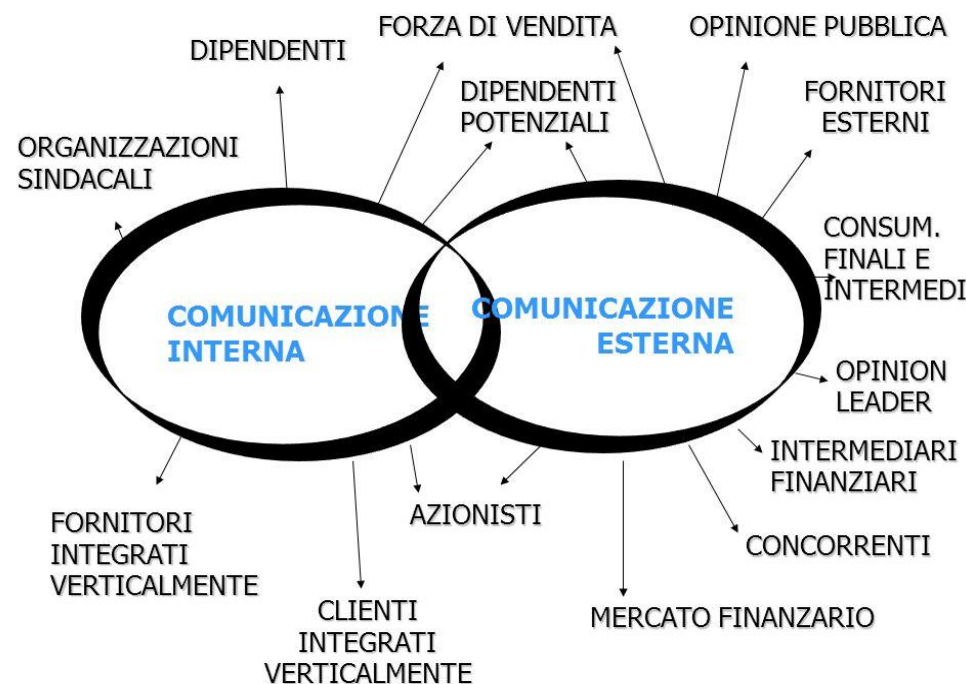 FORZA DI VENDITA
OPINIONE PUBBLICA
DIPENDENTI
DIPENDENTI
POTENZIALI
FORNITORI
ESTERNI
ORGANIZZAZIONI
SINDACALI
CONSUM.
FINALI E
INTERMEDI
COMUNICAZIONE
INTERNA
COMUNICAZIONE
ESTERNA
OPINION
LEADER
INTERMEDIARI
FINANZIARI
FORNITORI
INTEGRATI
VERTICALMENTE
AZIONISTI
CONCORRENTI
CLIENTI
INTEGRATI
VERTICALMENTE
MERCATO FINANZARIO